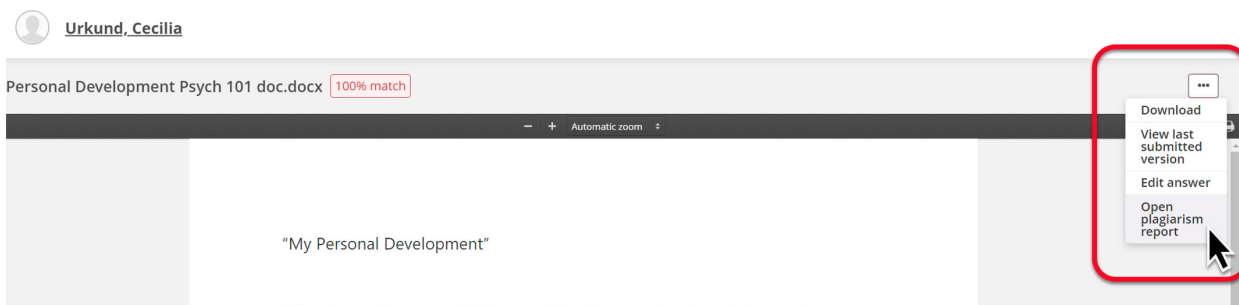 Urkund, Cecilia
Personal Development Psych 101 doc.docx 100% match
Download
− + Automatic zoom
View last
submitted
version
Edit answer
Open
plagiarism
report
“My Personal Development”